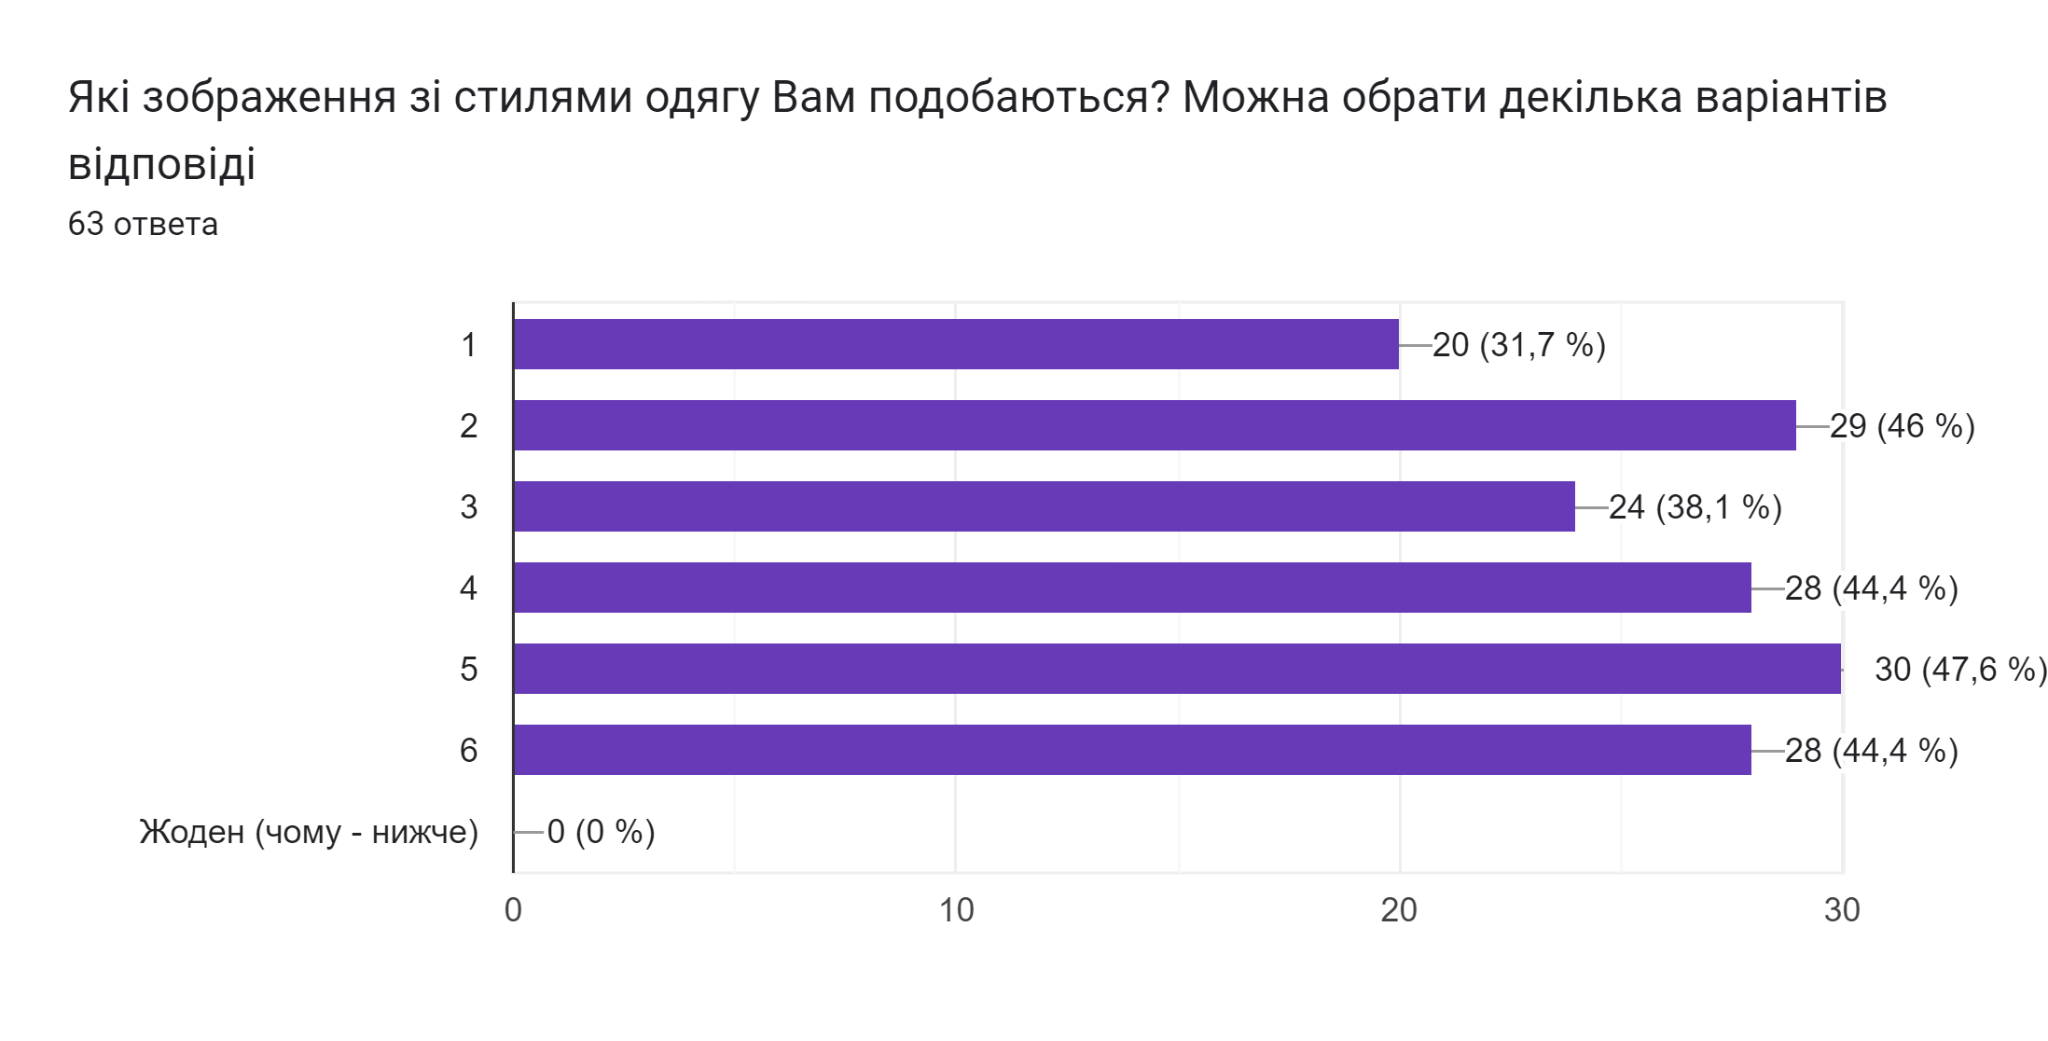 Які зображення зі стилями одягу Вам подобаються? Можна обрати декілька варіантів
відповіді
63 ответа
1 20 (31,7 %)
2 29 (46 %)
3 24 (38,1 %)
4 28 (44,4 %)
5 30 (47,6 %)
6 28 (44,4 %)
Жоден (чому - нижче) 0 (0 %)
0 10 20 30